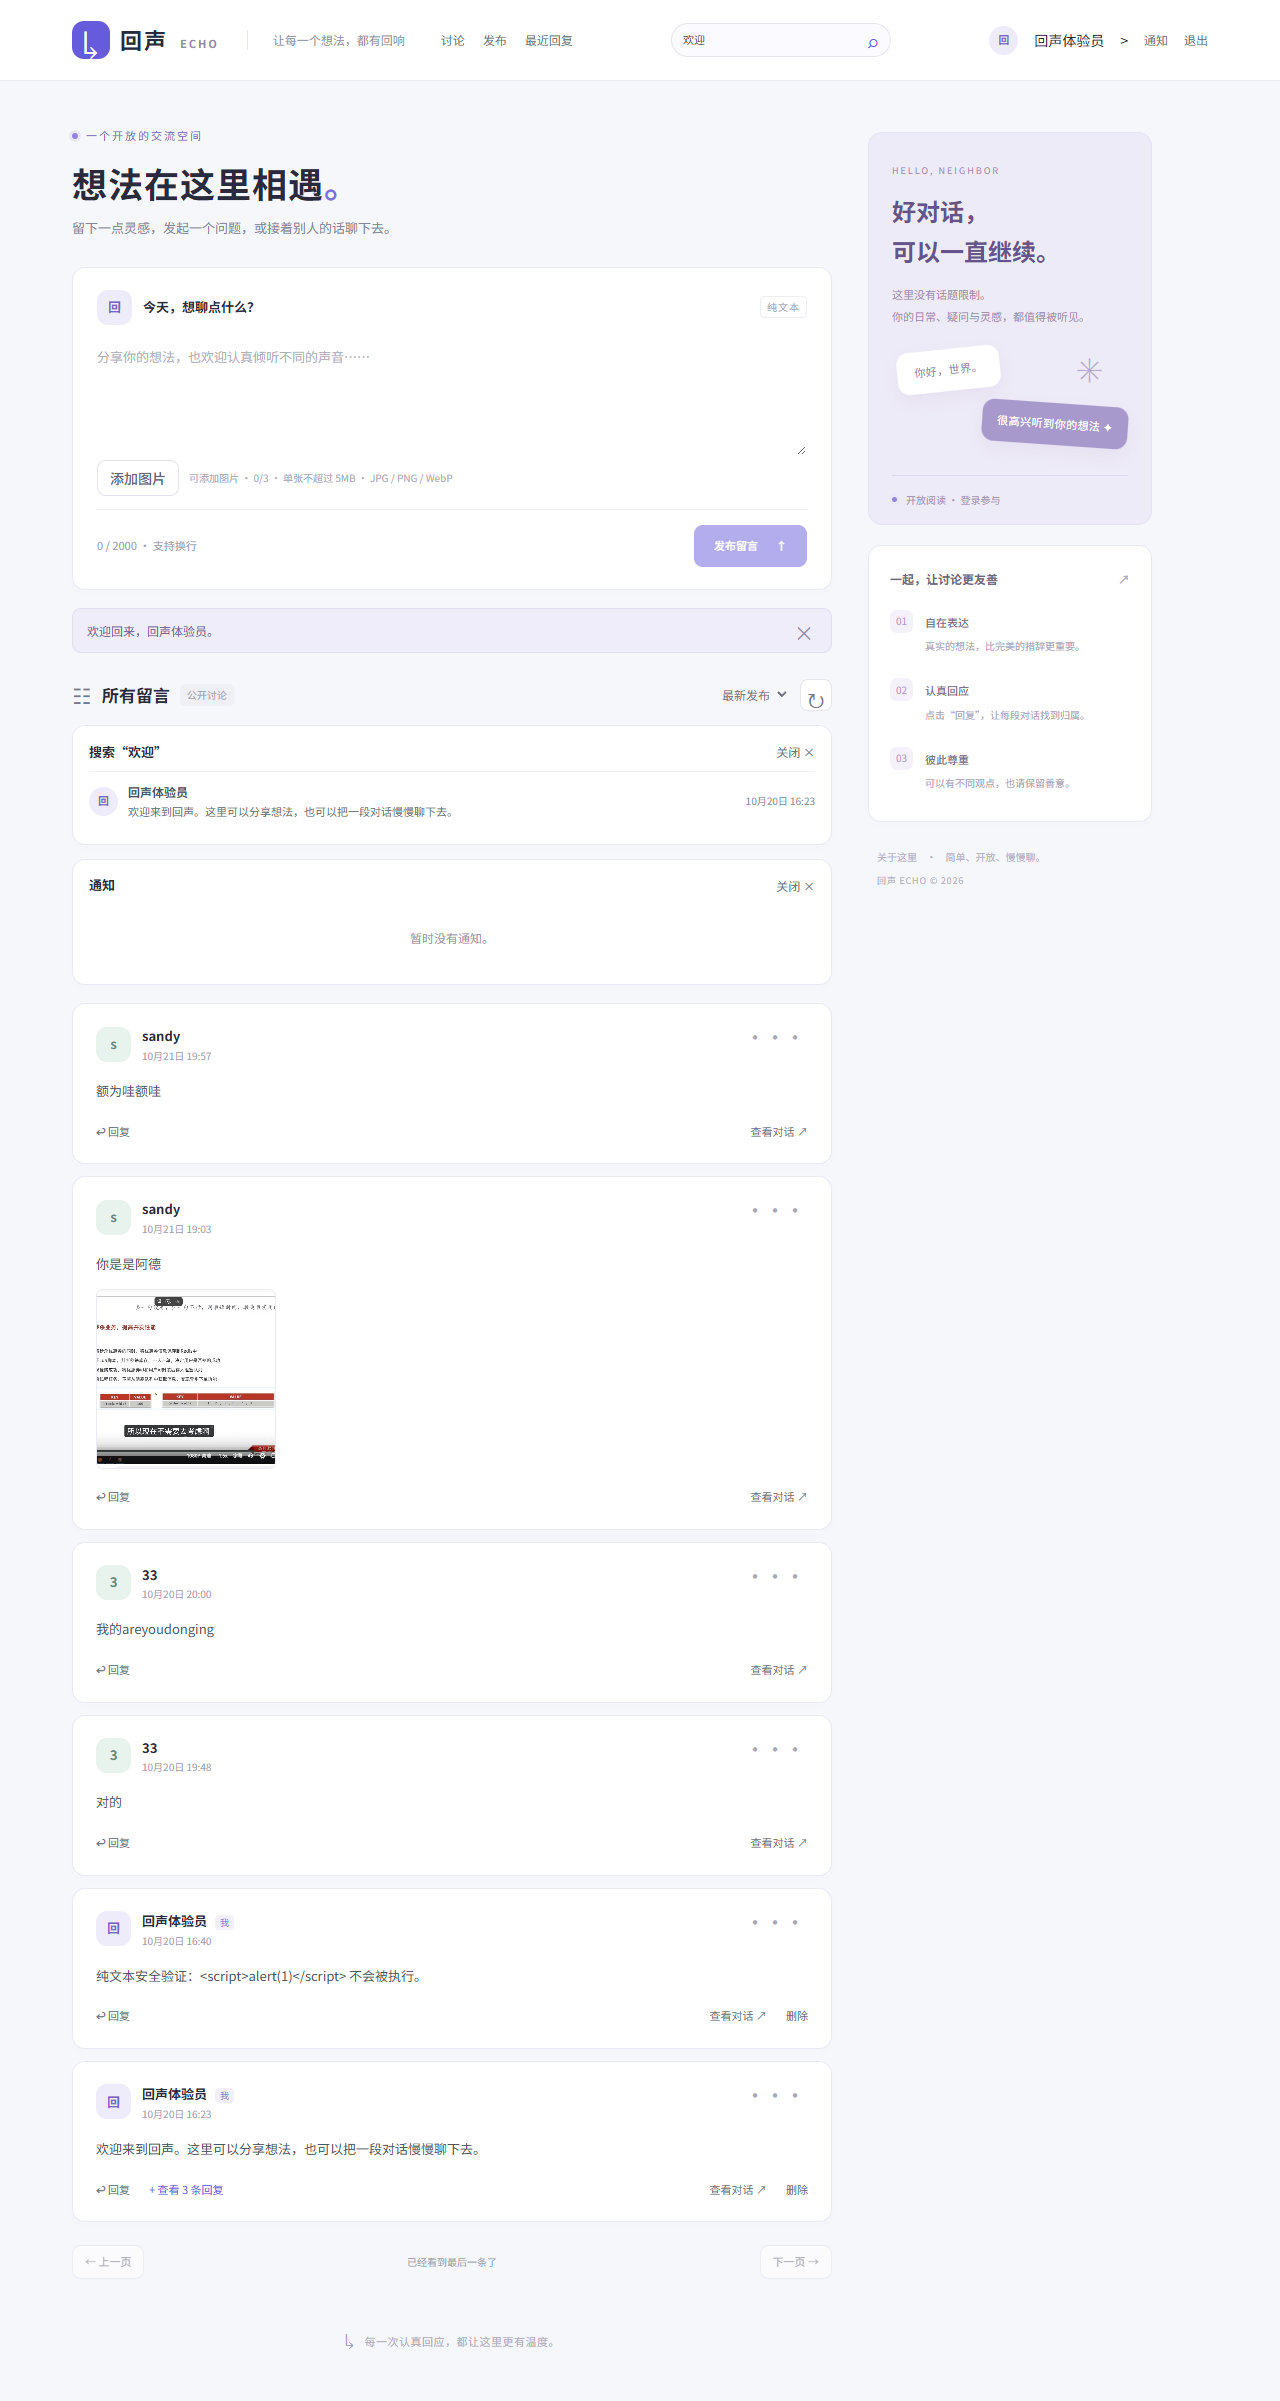 回声 ECHO
让每一个想法，都有回响
讨论 发布 最近回复
欢迎
回 回声体验员 > 通知 退出
一个开放的交流空间
想法在这里相遇。
留下一点灵感，发起一个问题，或接着别人的话聊下去。
回 今天，想聊点什么？ 纯文本
分享你的想法，也欢迎认真倾听不同的声音……
添加图片 可添加图片 · 0/3 · 单张不超过 5MB · JPG / PNG / WebP
0 / 2000 · 支持换行 发布留言 ↑
欢迎回来，回声体验员。 ×
所有留言 公开讨论 最新发布 ↻
搜索“欢迎” 关闭 ×
回 回声体验员
欢迎来到回声。这里可以分享想法，也可以把一段对话慢慢聊下去。
10月20日 16:23
通知 关闭 ×
暂时没有通知。
s sandy
10月21日 19:57
额为哇额哇
↩ 回复 查看对话 ↗
s sandy
10月21日 19:03
你是是阿德
KEY VALUE KEY VALUE
所以现在不需要去考虑啊
↩ 回复 查看对话 ↗
3 33
10月20日 20:00
我的areyoudonging
↩ 回复 查看对话 ↗
3 33
10月20日 19:48
对的
↩ 回复 查看对话 ↗
回 回声体验员 我
10月20日 16:40
纯文本安全验证：<script>alert(1)</script> 不会被执行。
↩ 回复 查看对话 ↗ 删除
回 回声体验员 我
10月20日 16:23
欢迎来到回声。这里可以分享想法，也可以把一段对话慢慢聊下去。
↩ 回复 + 查看 3 条回复 查看对话 ↗ 删除
← 上一页 已经看到最后一条了 下一页 →
每一次认真回应，都让这里更有温度。
HELLO, NEIGHBOR
好对话，
可以一直继续。
这里没有话题限制。
你的日常、疑问与灵感，都值得被听见。
你好，世界。
很高兴听到你的想法 ✦
开放阅读 · 登录参与
一起，让讨论更友善 ↗
01 自在表达
真实的想法，比完美的措辞更重要。
02 认真回应
点击“回复”，让每段对话找到归属。
03 彼此尊重
可以有不同观点，也请保留善意。
关于这里 · 简单、开放、慢慢聊。
回声 ECHO © 2026